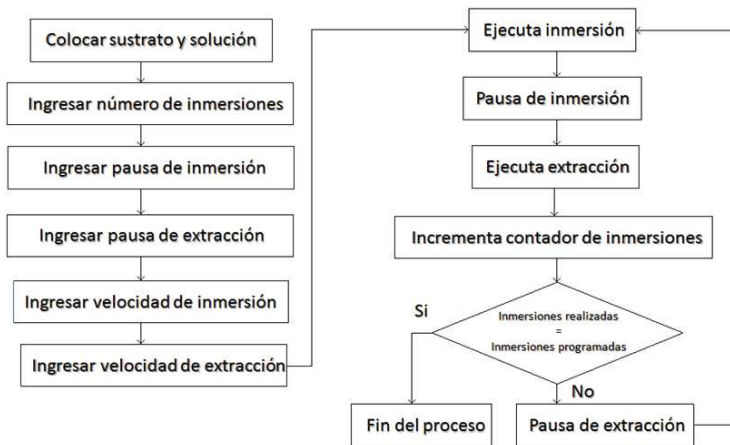 Colocar sustrato y solución
Ingresar número de inmersiones
Ingresar pausa de inmersión
Ingresar pausa de extracción
Ingresar velocidad de inmersión
Ingresar velocidad de extracción
Ejecuta inmersión
Pausa de inmersión
Ejecuta extracción
Incrementa contador de inmersiones
Inmersiones realizadas
=
Inmersiones programadas
Si
No
Fin del proceso
Pausa de extracción